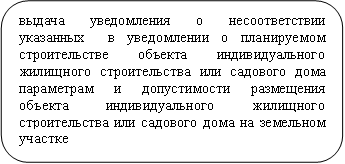 выдача уведомления о несоответствии
указанных в уведомлении о планируемом
строительстве объекта индивидуального
жилищного строительства или садового дома
параметрам и допустимости размещения
объекта индивидуального жилищного
строительства или садового дома на земельном
участке